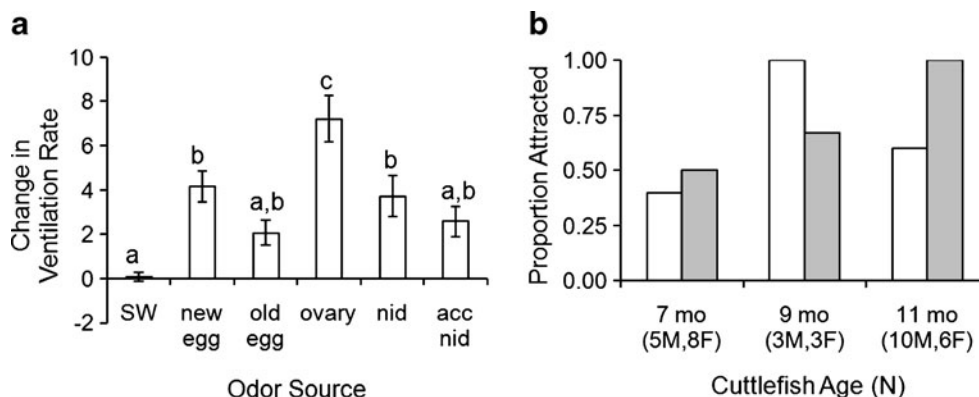 a
10
8
6
4
2
0
-2
Change in
Ventilation Rate
a
b
a,b
c
b
a,b
SW
new
egg
old
egg
ovary
nid
acc
nid
Odor Source
b
1.00
0.75
0.50
0.25
0.00
Proportion Attracted
7 mo
(5M,8F)
9 mo
(3M,3F)
11 mo
(10M,6F)
Cuttlefish Age (N)